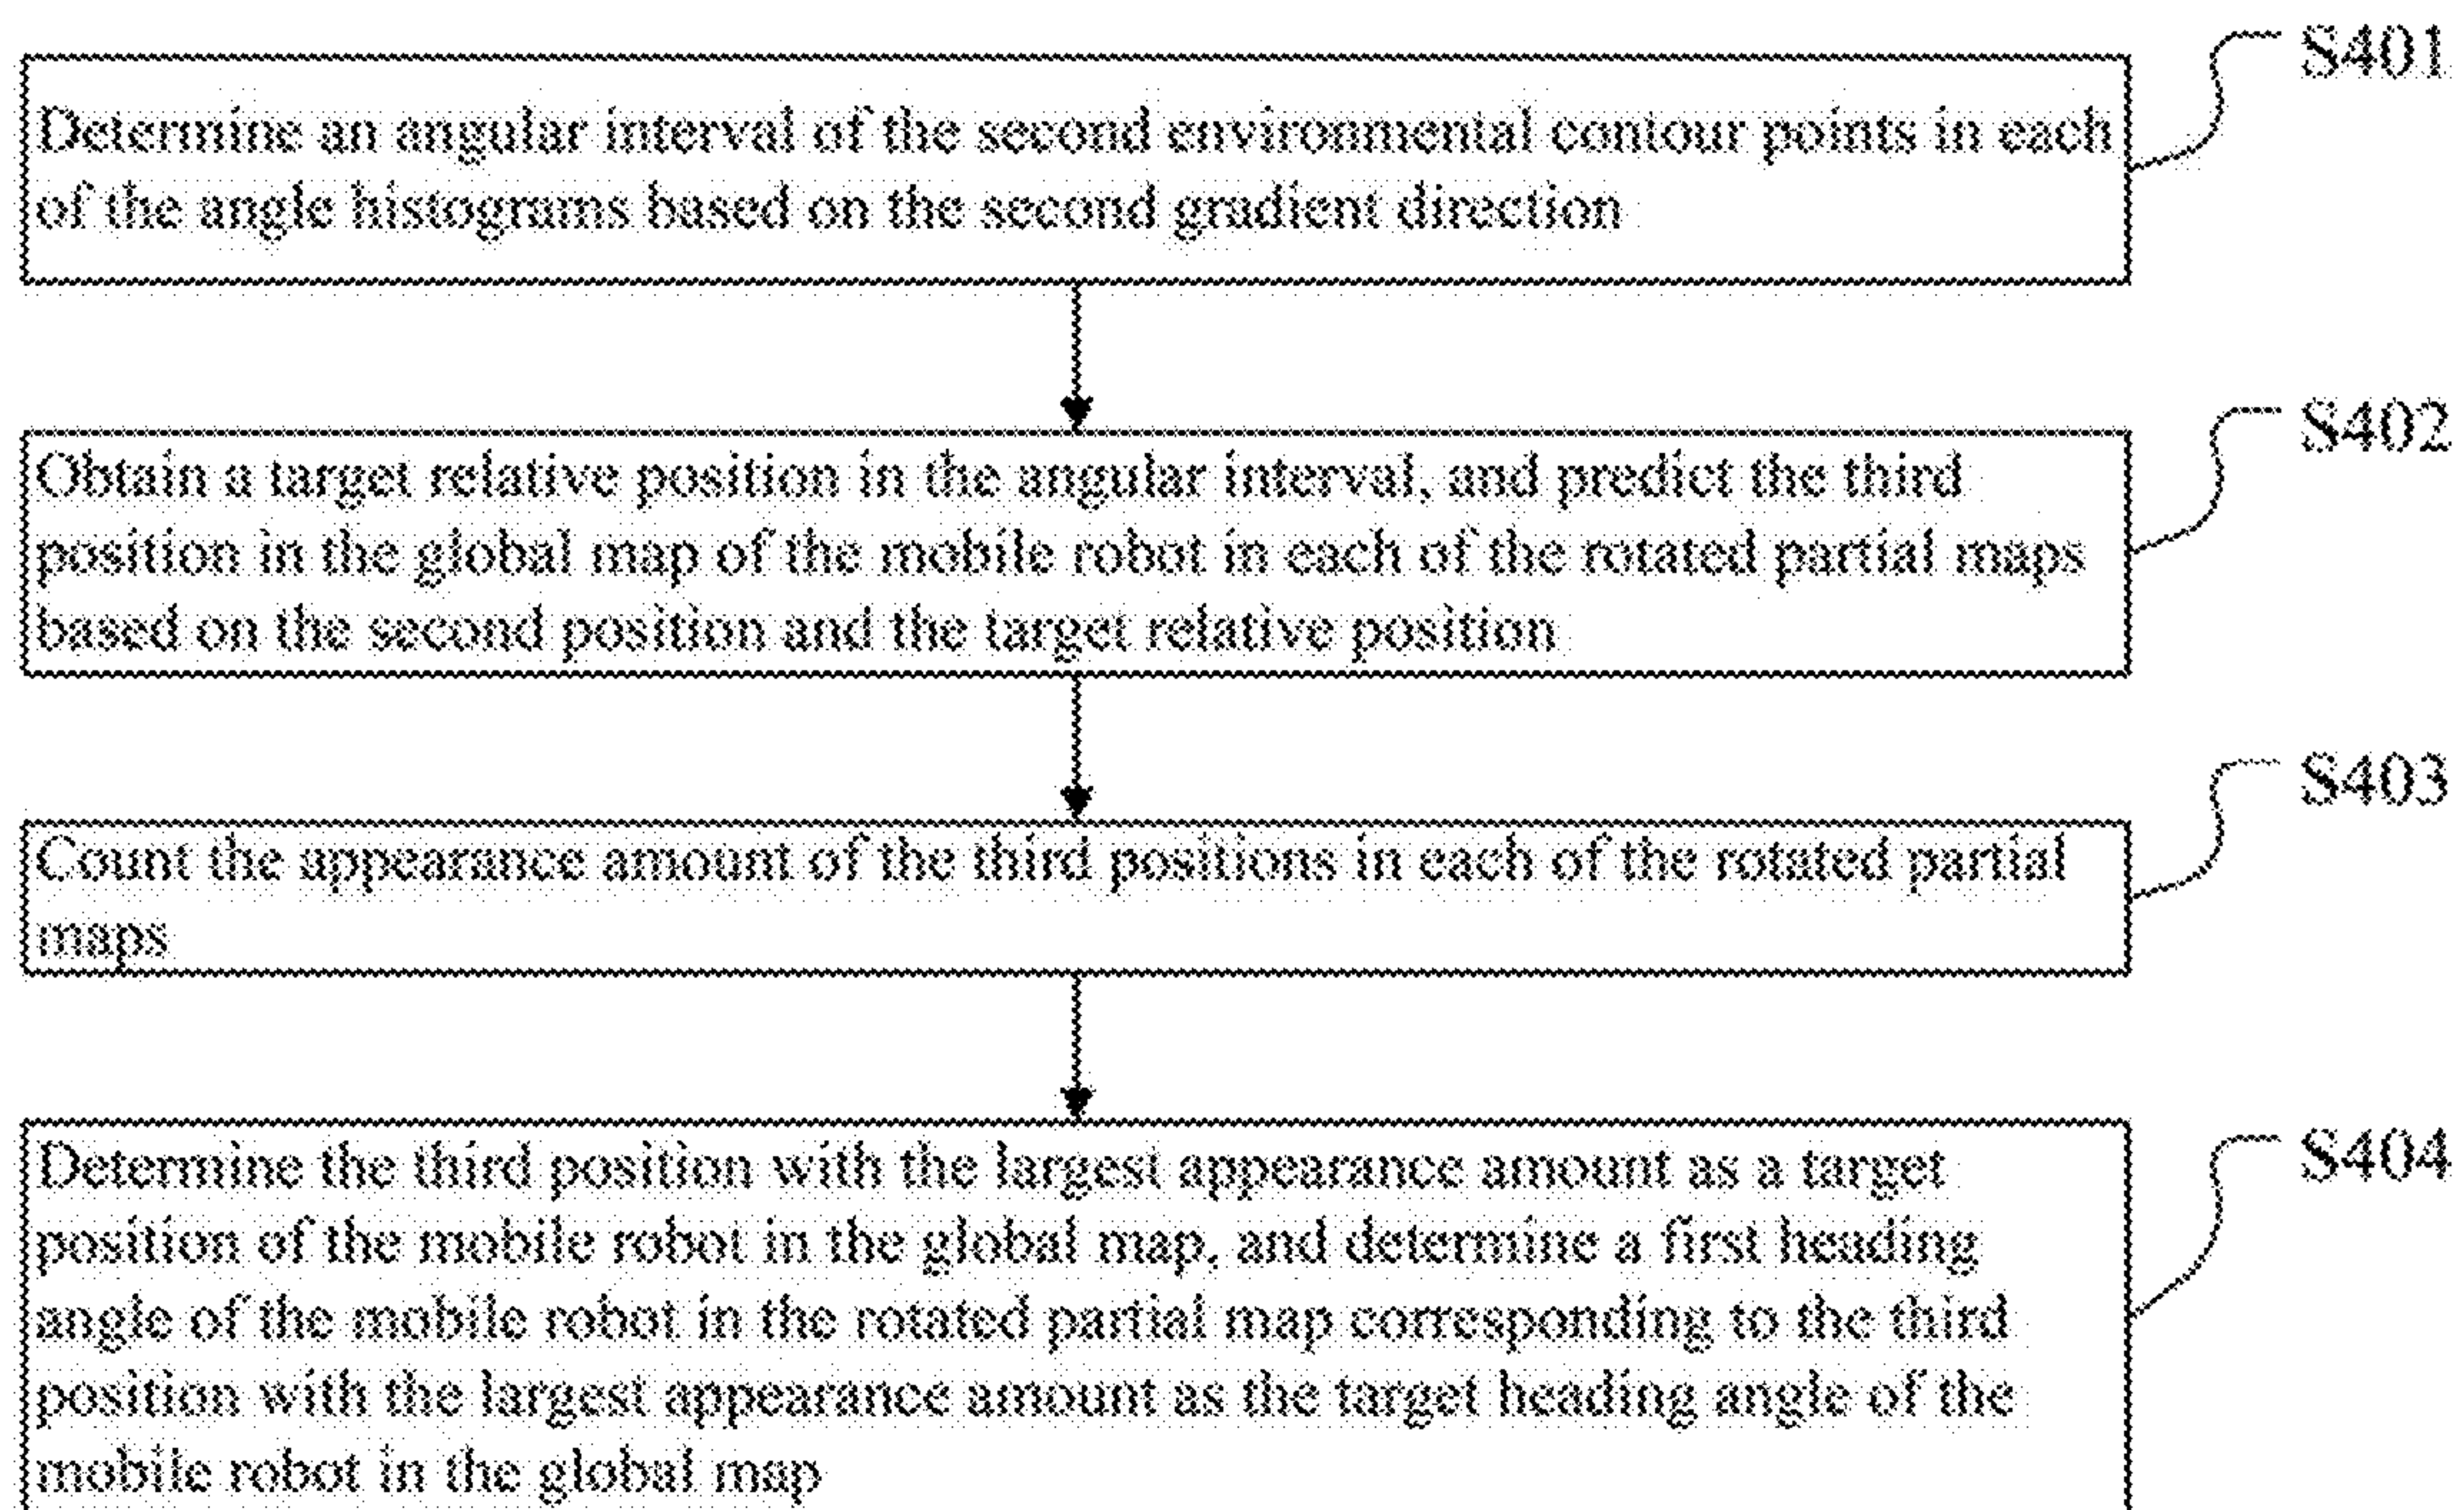 S401
Determine an angular interval of the second environmental contour points in each
of the angle histograms based on the second gradient direction
S402
Obtain a target relative position in the angular interval, and predict the third
position in the global map of the mobile robot in each of the rotated partial maps
based on the second position and the target relative position
S403
Count the appearance amount of the third positions in each of the rotated partial
maps
S404
Determine the third position with the largest appearance amount as a target
position of the mobile robot in the global map, and determine a first heading
angle of the mobile robot in the rotated partial map corresponding to the third
position with the largest appearance amount as the target heading angle of the
mobile robot in the global map